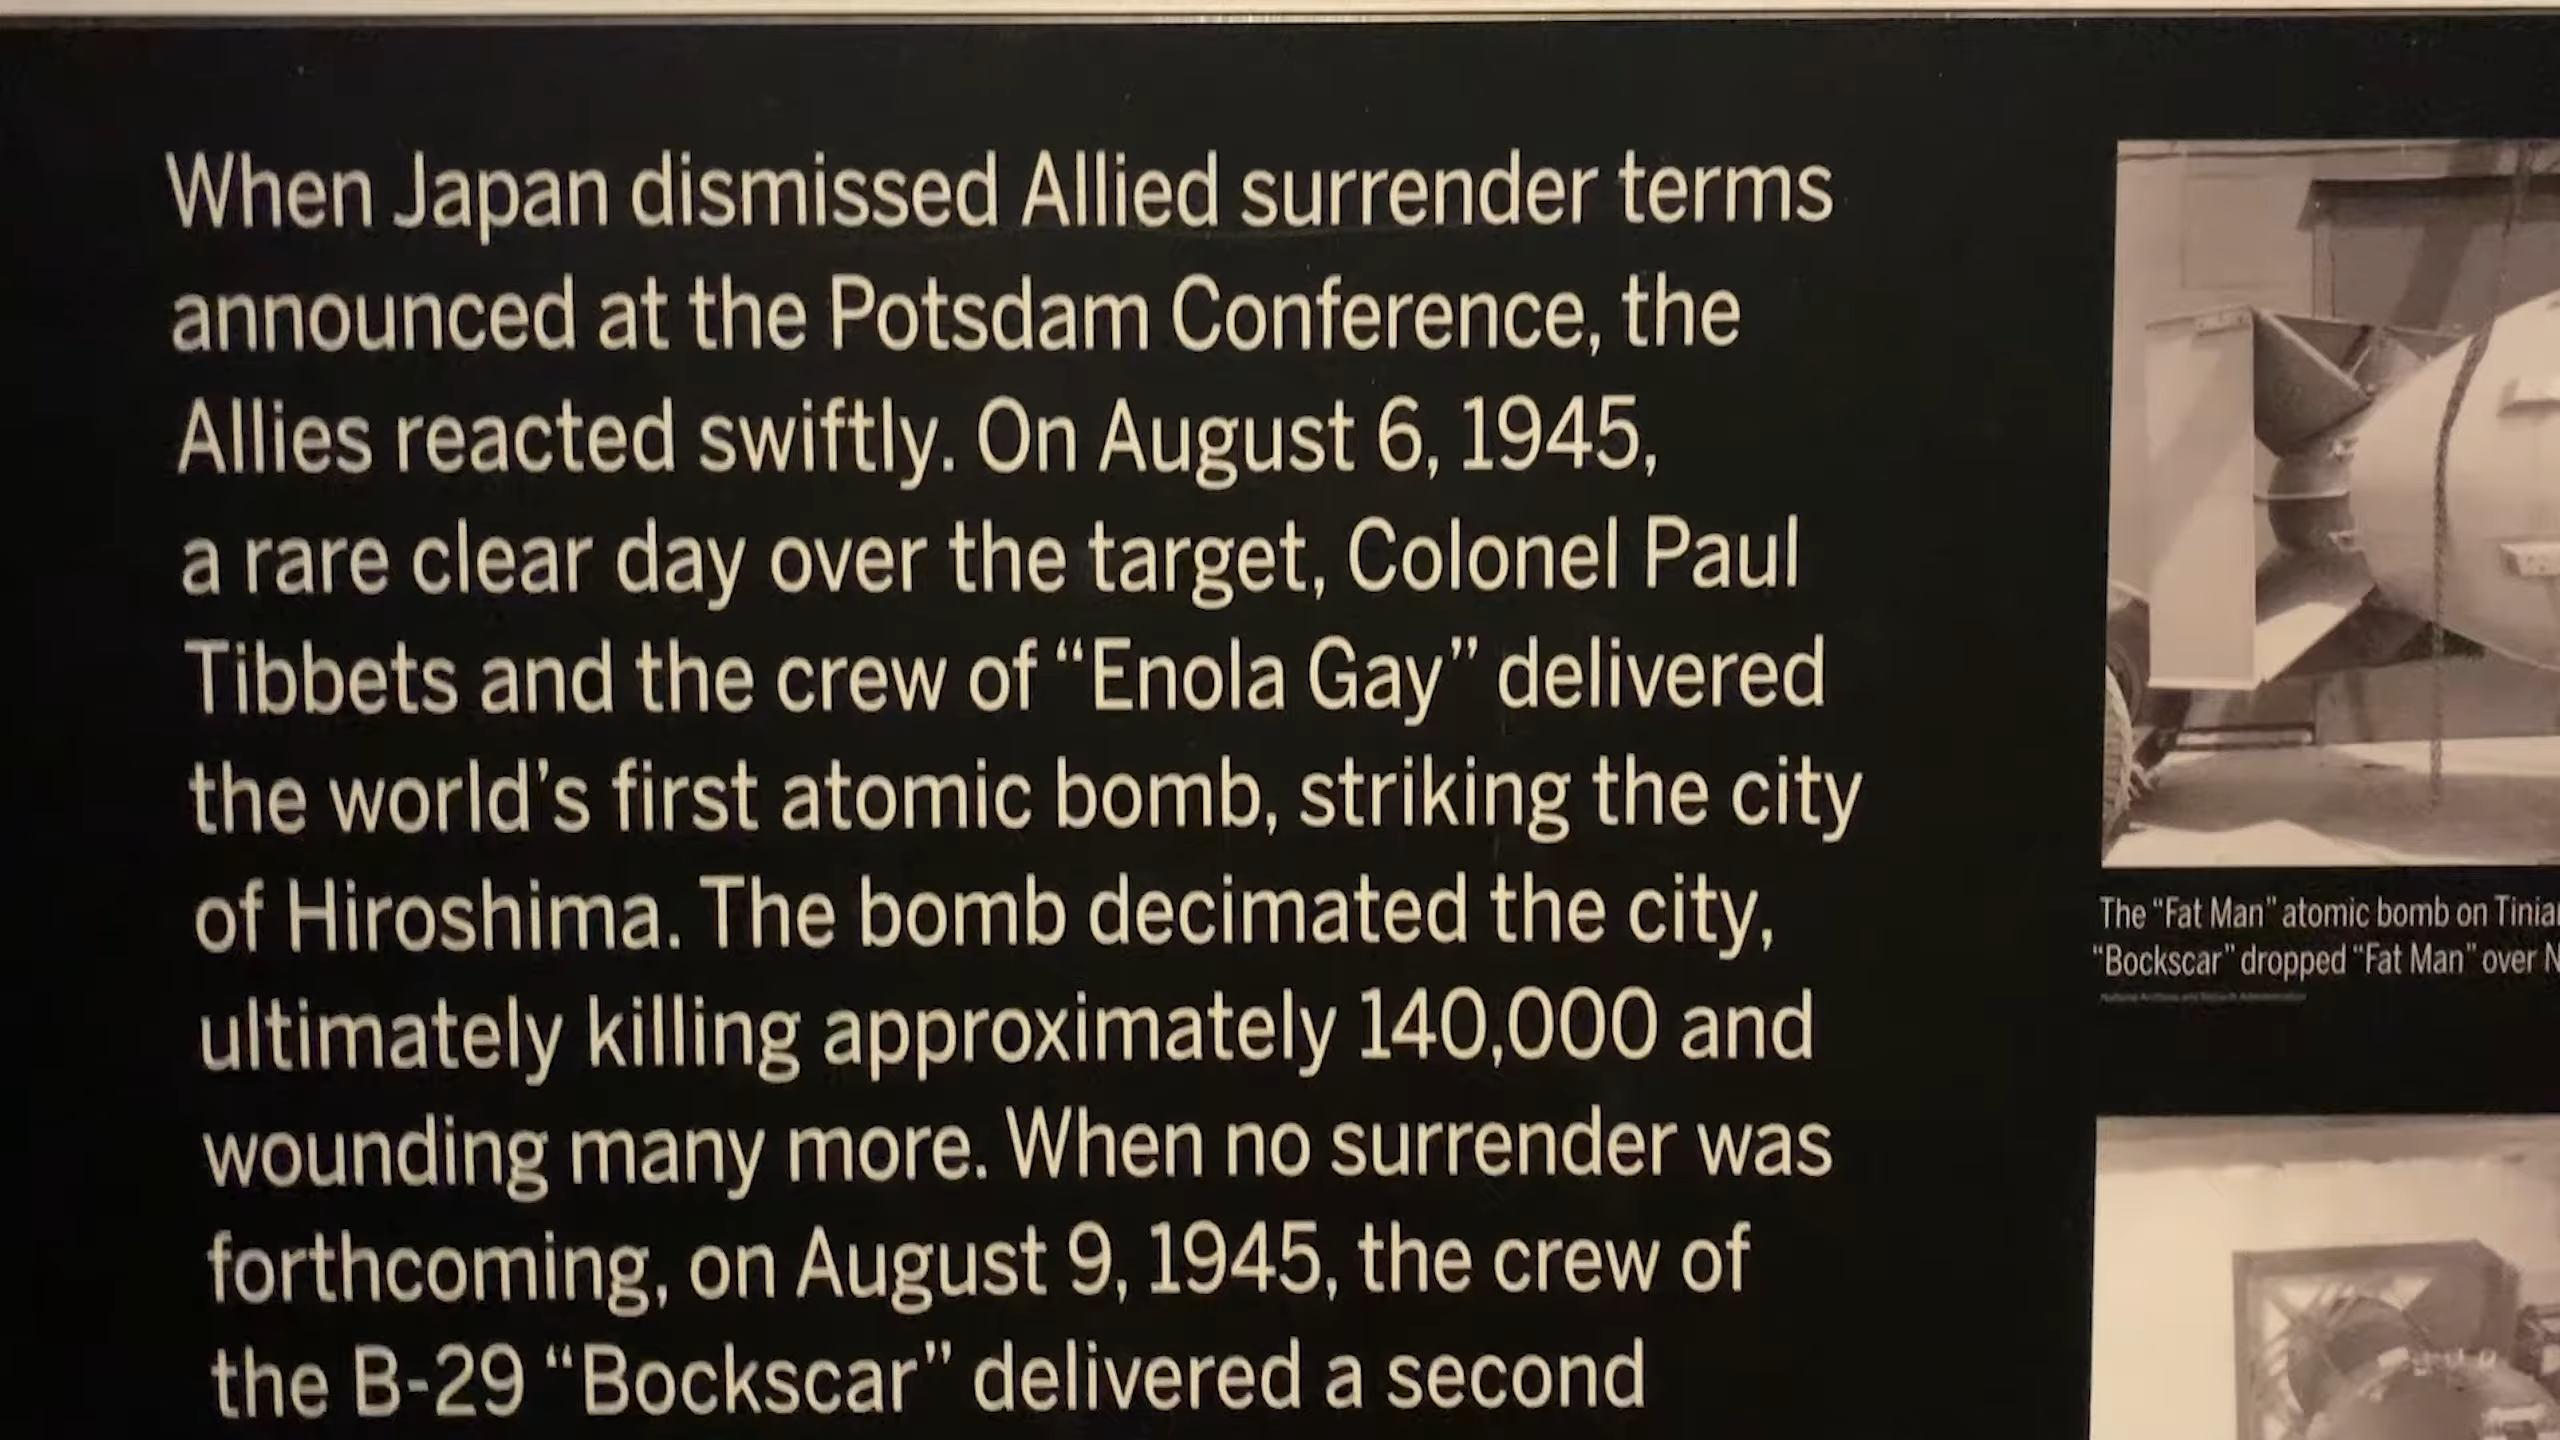 When Japan dismissed Allied surrender terms
announced at the Potsdam Conference, the
Allies reacted swiftly. On August 6, 1945,
a rare clear day over the target, Colonel Paul
Tibbets and the crew of “Enola Gay” delivered
the world’s first atomic bomb, striking the city
of Hiroshima. The bomb decimated the city,
ultimately killing approximately 140,000 and
wounding many more. When no surrender was
forthcoming, on August 9, 1945, the crew of
the B-29 “Bockscar” delivered a second
The “Fat Man” atomic bomb on
“Bockscar” dropped “Fat Man” over